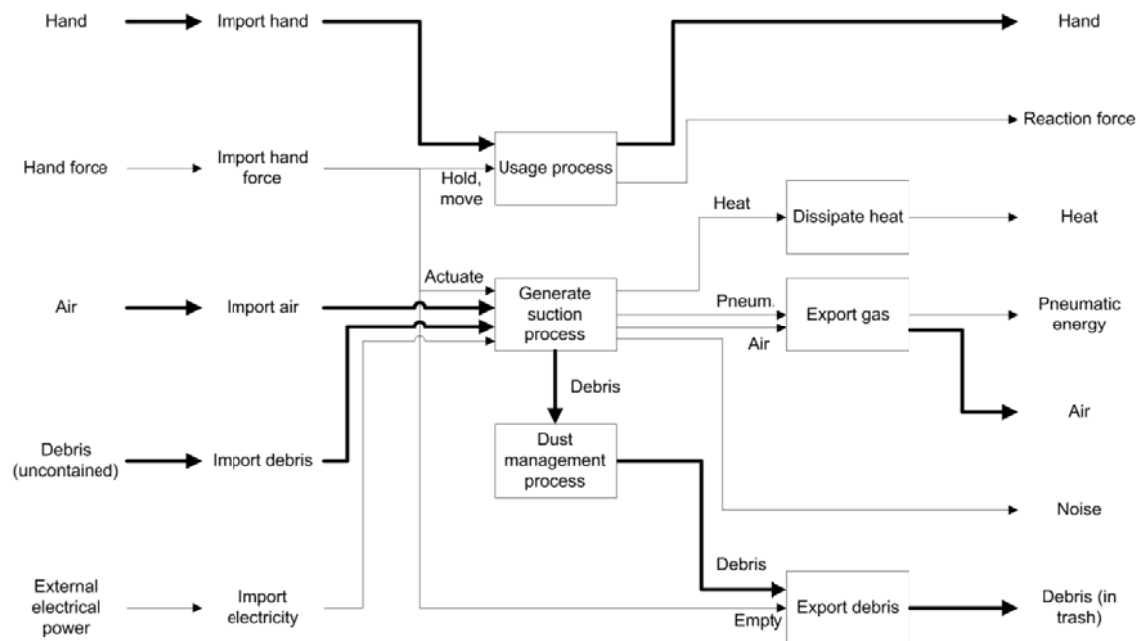 Hand
Import hand
Hand
Reaction force
Hand force
Import hand
force
Hold,
move
Usage process
Heat
Dissipate heat
Heat
Actuate
Air
Import air
Generate
suction
process
Pneum.
Air
Export gas
Pneumatic
energy
Debris
Air
Debris
(uncontained)
Import debris
Dust
management
process
Noise
External
electrical
power
Import
electricity
Debris
Empty
Export debris
Debris (in
trash)